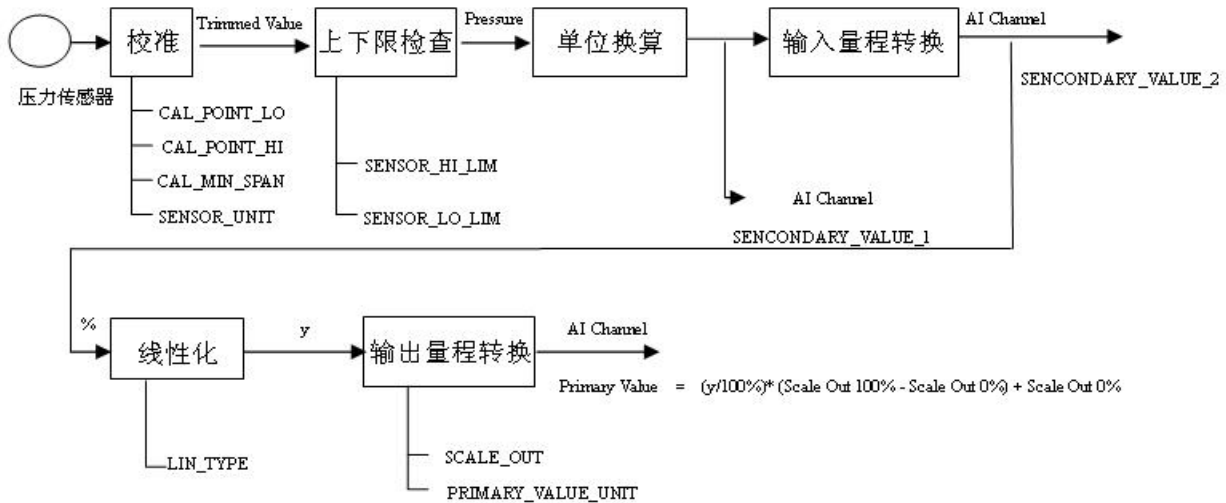 校准
Trimmed Value
上下限检查
Pressure
单位换算
输入量程转换
AI Channel
压力传感器
SENCONDARY_VALUE_2
CAL_POINT_LO
CAL_POINT_HI
CAL_MIN_SPAN
SENSOR_UNIT
SENSOR_HI_LIM
SENSOR_LO_LIM
AI Channel
SENCONDARY_VALUE_1
%
线性化
y
输出量程转换
AI Channel
Primary Value = (y/100%)* (Scale Out 100% - Scale Out 0%) + Scale Out 0%
LIN_TYPE
SCALE_OUT
PRIMARY_VALUE_UNIT